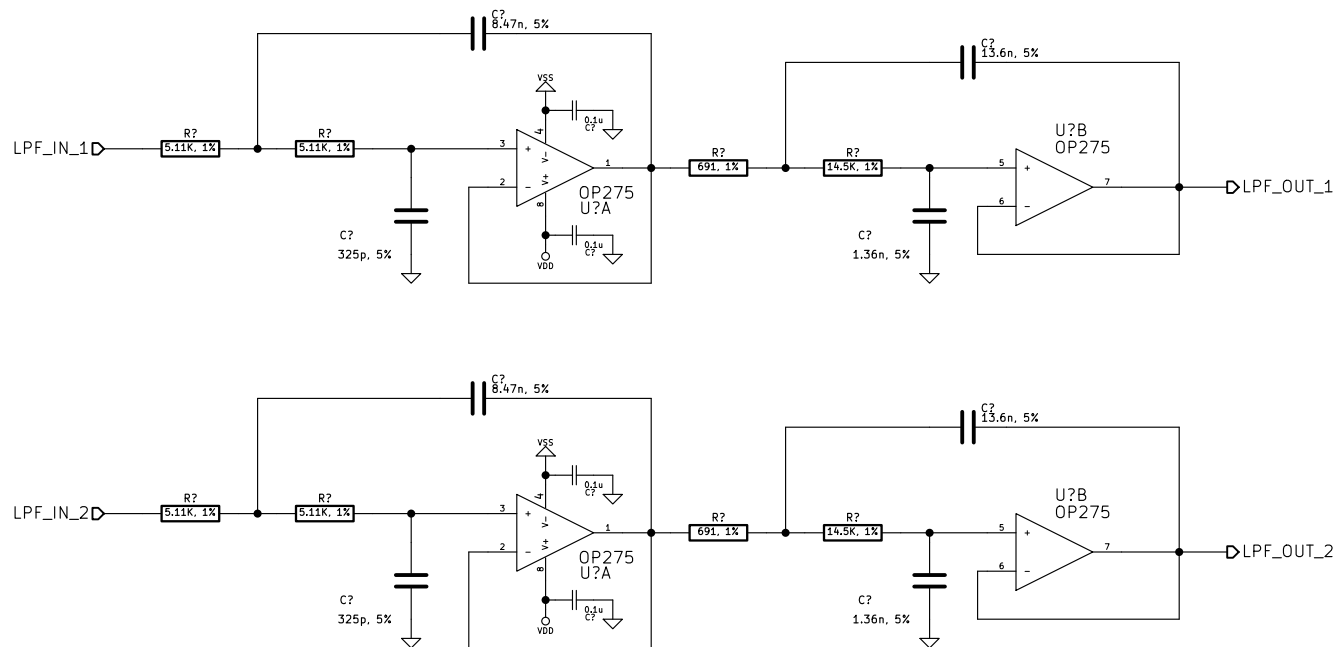 C?
8.47n, 5%
C?
13.6n, 5%
VSS
0.1u
C?
4
V-
LPF_IN_1
R?
5.11K, 1%
R?
5.11K, 1%
3
+
1
2
-
V+
8
OP275
U?A
R?
691, 1%
R?
14.5K, 1%
U?B
OP275
5
+
7
6
-
LPF_OUT_1
C?
325p, 5%
0.1u
C?
VDD
C?
1.36n, 5%
C?
8.47n, 5%
C?
13.6n, 5%
VSS
0.1u
C?
4
V-
LPF_IN_2
R?
5.11K, 1%
R?
5.11K, 1%
3
+
1
2
-
V+
8
OP275
U?A
R?
691, 1%
R?
14.5K, 1%
U?B
OP275
5
+
7
6
-
LPF_OUT_2
C?
325p, 5%
0.1u
C?
VDD
C?
1.36n, 5%